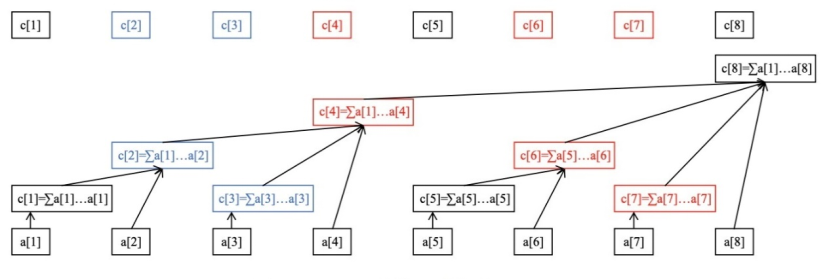 c[1] c[2] c[3] c[4] c[5] c[6] c[7] c[8]
c[8]=∑a[1]…a[8]
c[4]=∑a[1]…a[4]
c[2]=∑a[1]…a[2] c[6]=∑a[5]…a[6]
c[1]=∑a[1]…a[1] c[3]=∑a[3]…a[3] c[5]=∑a[5]…a[5] c[7]=∑a[7]…a[7]
a[1] a[2] a[3] a[4] a[5] a[6] a[7] a[8]